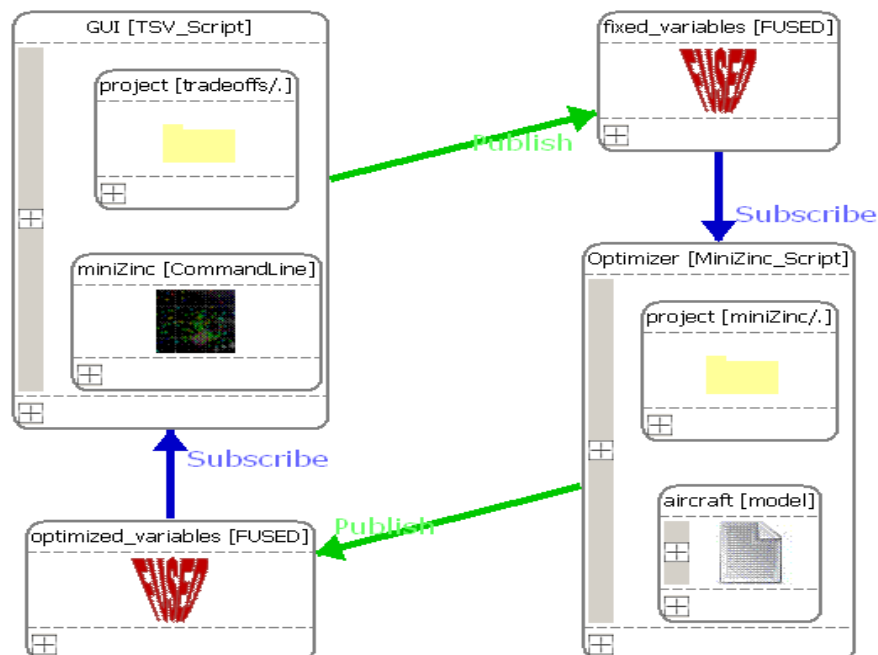 GUI [TSV_Script]
project [tradeoffs/.]
miniZinc [CommandLine]
Publish
fixed_variables [FUSED]
FUSED
Subscribe
Optimizer [MiniZinc_Script]
project [miniZinc/.]
aircraft [model]
Subscribe
Publish
optimized_variables [FUSED]
FUSED